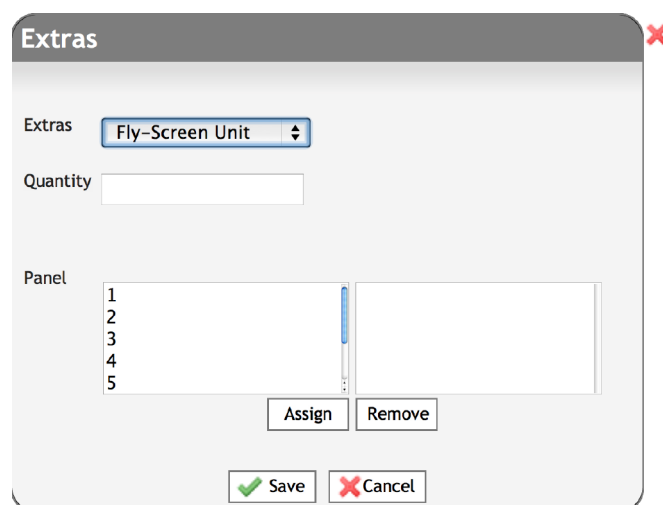 Extras
Extras
Fly-Screen Unit
Quantity
Panel
1
2
3
4
5
Assign Remove
Save Cancel